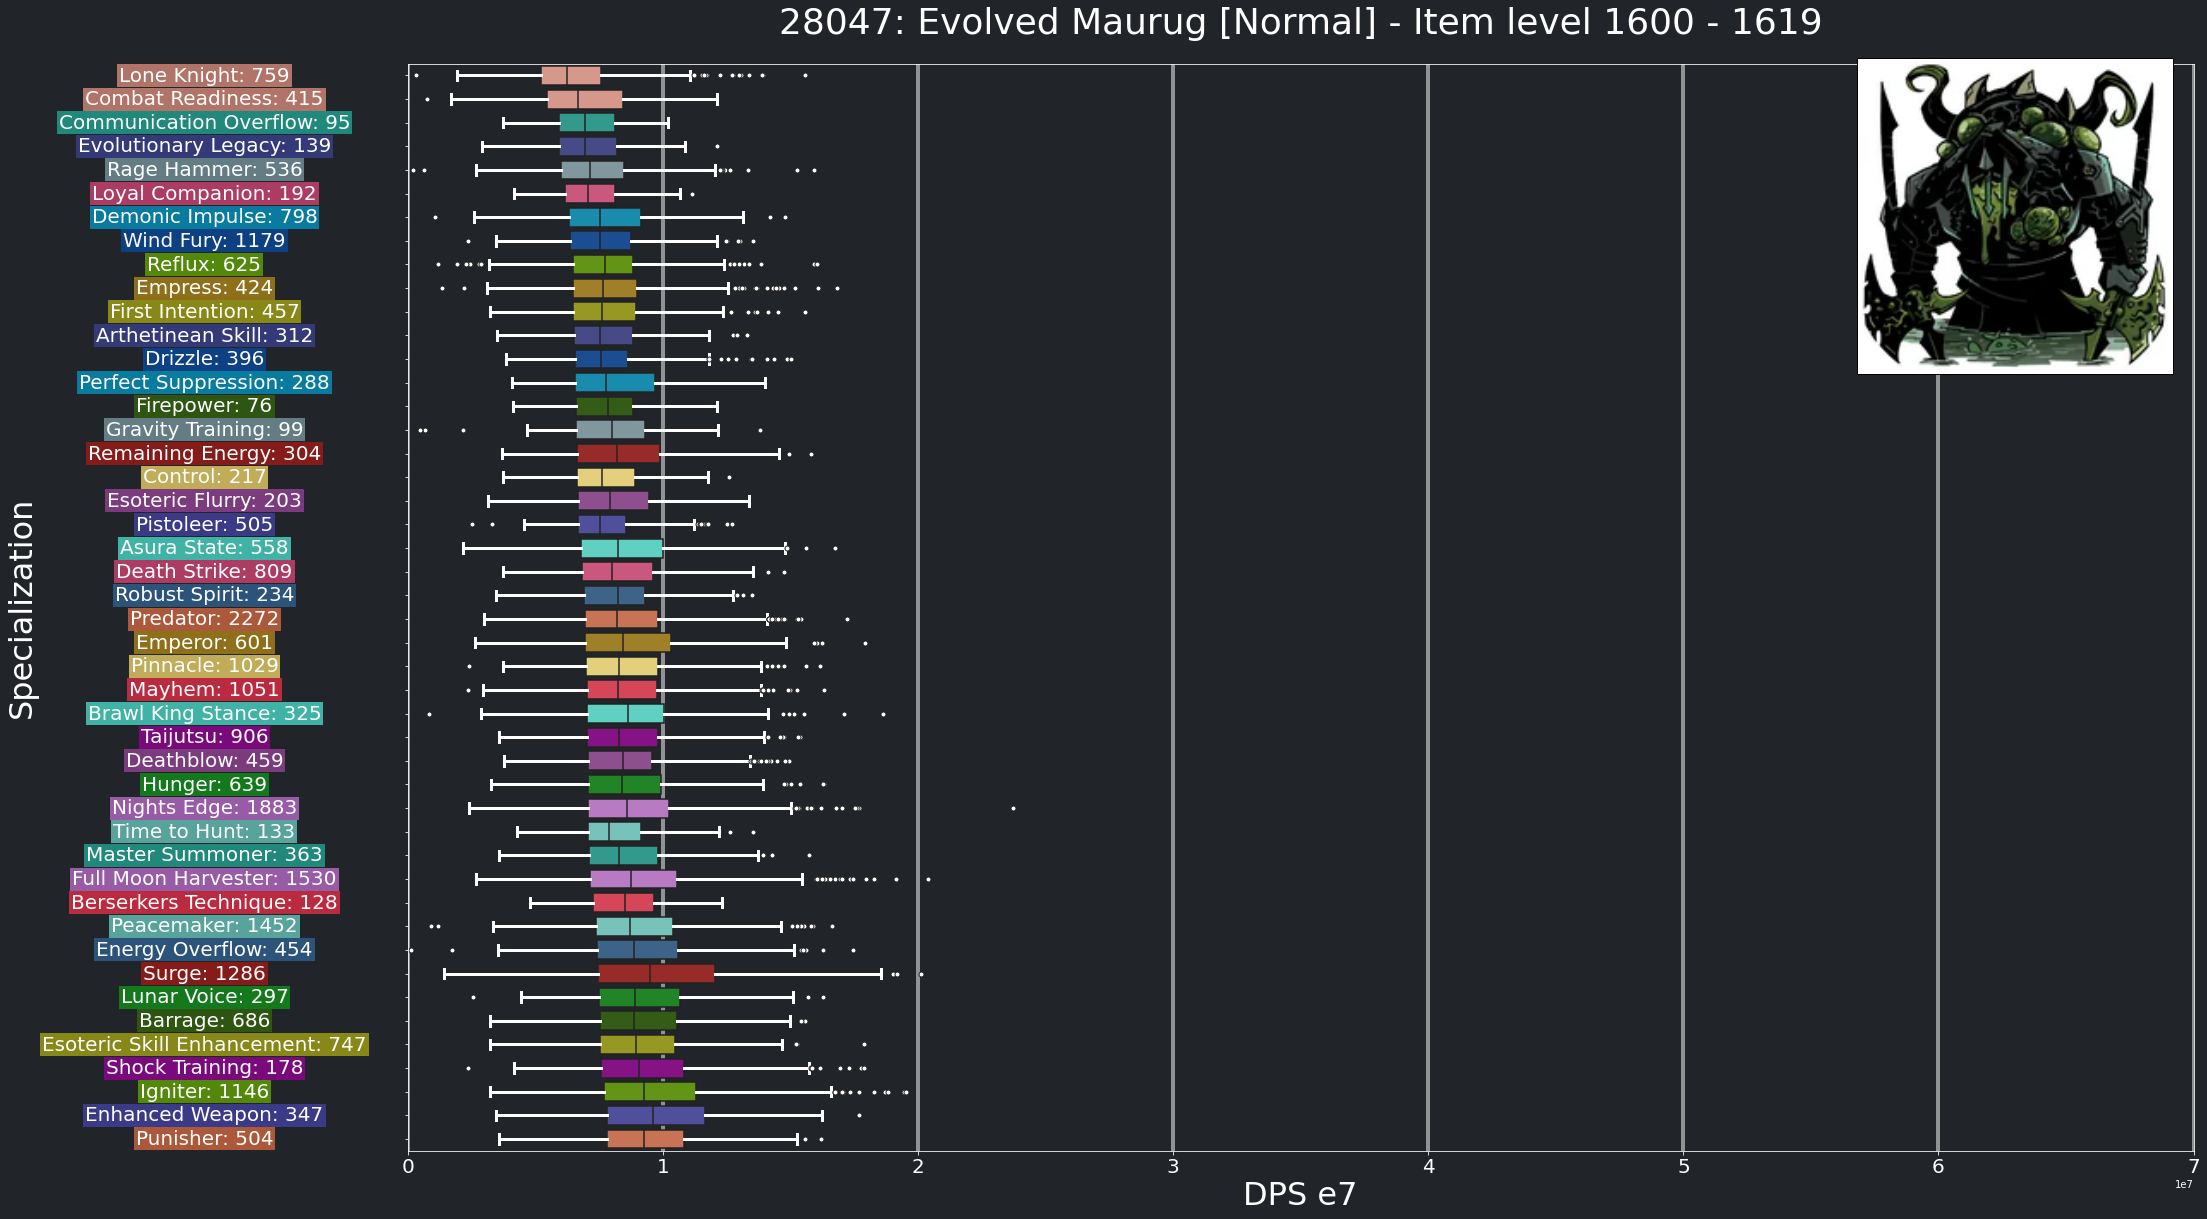 28047: Evolved Maurug [Normal] - Item level 1600 - 1619
Specialization
Lone Knight: 759
Combat Readiness: 415
Communication Overflow: 95
Evolutionary Legacy: 139
Rage Hammer: 536
Loyal Companion: 192
Demonic Impulse: 798
Wind Fury: 1179
Reflux: 625
Empress: 424
First Intention: 457
Arthetinean Skill: 312
Drizzle: 396
Perfect Suppression: 288
Firepower: 76
Gravity Training: 99
Remaining Energy: 304
Control: 217
Esoteric Flurry: 203
Pistoleer: 505
Asura State: 558
Death Strike: 809
Robust Spirit: 234
Predator: 2272
Emperor: 601
Pinnacle: 1029
Mayhem: 1051
Brawl King Stance: 325
Taijutsu: 906
Deathblow: 459
Hunger: 639
Nights Edge: 1883
Time to Hunt: 133
Master Summoner: 363
Full Moon Harvester: 1530
Berserkers Technique: 128
Peacemaker: 1452
Energy Overflow: 454
Surge: 1286
Lunar Voice: 297
Barrage: 686
Esoteric Skill Enhancement: 747
Shock Training: 178
Igniter: 1146
Enhanced Weapon: 347
Punisher: 504
0 1 2 3 4 5 6 7
DPS e7
1e7